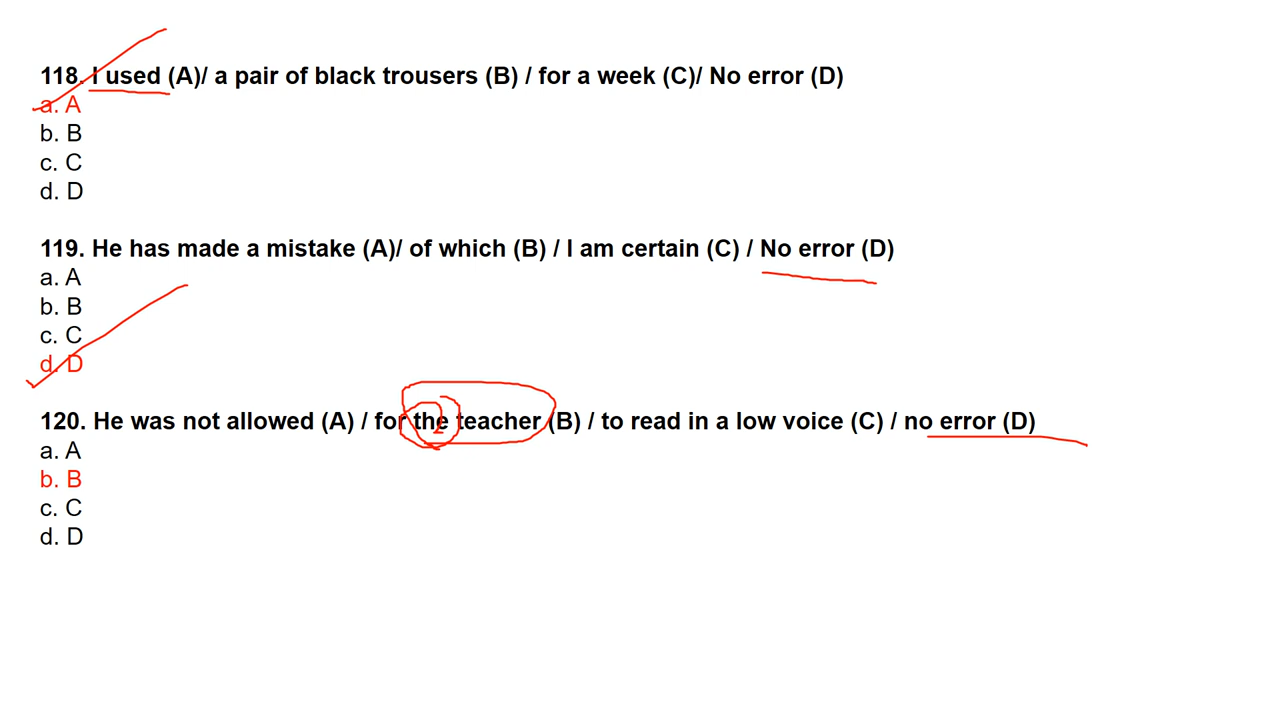 118. I used (A)/ a pair of black trousers (B) / for a week (C)/ No error (D)
a. A
b. B
c. C
d. D
119. He has made a mistake (A)/ of which (B) / I am certain (C) / No error (D)
a. A
b. B
c. C
d. D
120. He was not allowed (A) / for the teacher (B) / to read in a low voice (C) / no error (D)
a. A
b. B
c. C
d. D